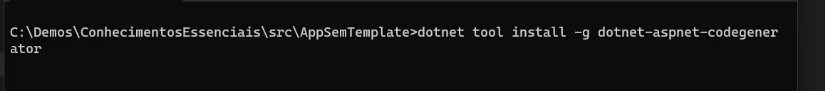 C:\Demos\ConhecimentosEssenciais\src\AppSemTemplate>dotnet tool install -g dotnet-aspnet-codegener
ator